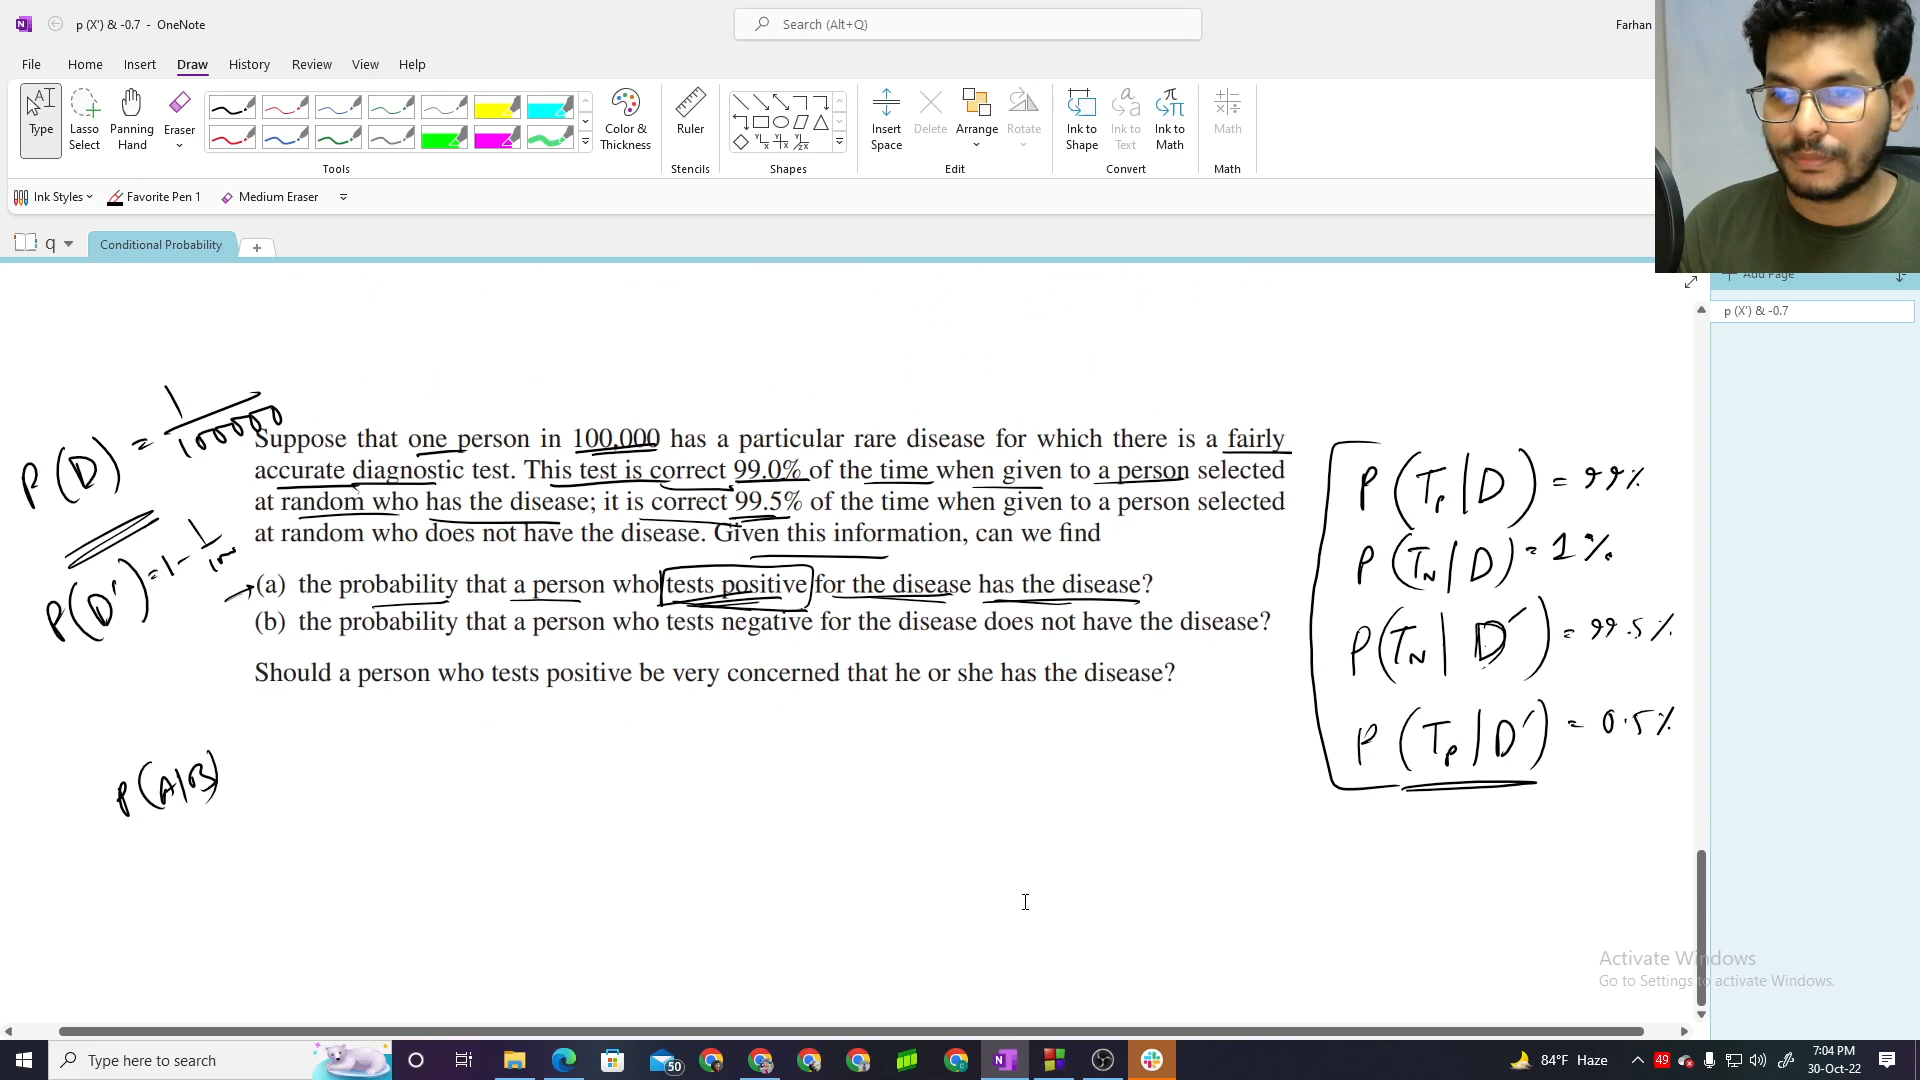 p (X') & -0.7 - OneNote
Search (Alt+Q)
Farhan
File Home Insert Draw History Review View Help
Type
Lasso Select
Panning Hand
Eraser
Color & Thickness
Ruler
Insert Space
Delete
Arrange
Rotate
Ink to Shape
Ink to Text
Ink to Math
Math
Tools Stencils Shapes Edit Convert Math
Ink Styles Favorite Pen 1 Medium Eraser
q Conditional Probability +
Add Page
p (X') & -0.7
P(D) = 1/100000
P(D') = 1 - 1/100
Suppose that one person in 100,000 has a particular rare disease for which there is a fairly
accurate diagnostic test. This test is correct 99.0% of the time when given to a person selected
at random who has the disease; it is correct 99.5% of the time when given to a person selected
at random who does not have the disease. Given this information, can we find
(a) the probability that a person who tests positive for the disease has the disease?
(b) the probability that a person who tests negative for the disease does not have the disease?
Should a person who tests positive be very concerned that he or she has the disease?
P(A|B)
P(Tp|D) = 99%
P(TN|D) = 1%
P(TN|D') = 99.5%
P(Tp|D') = 0.5%
Activate Windows
Go to Settings to activate Windows.
Type here to search
50
84°F Haze
49
7:04 PM
30-Oct-22